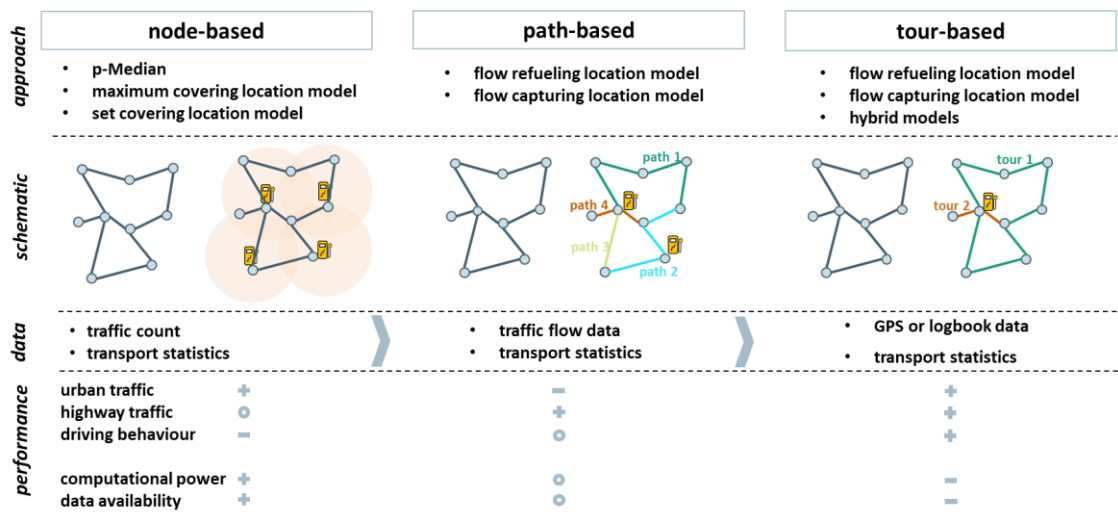 node-based
path-based
tour-based
approach
• p-Median
• maximum covering location model
• set covering location model
• flow refueling location model
• flow capturing location model
• flow refueling location model
• flow capturing location model
• hybrid models
schematic
path 1
path 4
path 3
path 2
tour 1
tour 2
data
• traffic count
• transport statistics
• traffic flow data
• transport statistics
• GPS or logbook data
• transport statistics
performance
urban traffic + − +
highway traffic o + +
driving behaviour − o +
computational power + o −
data availability + o −